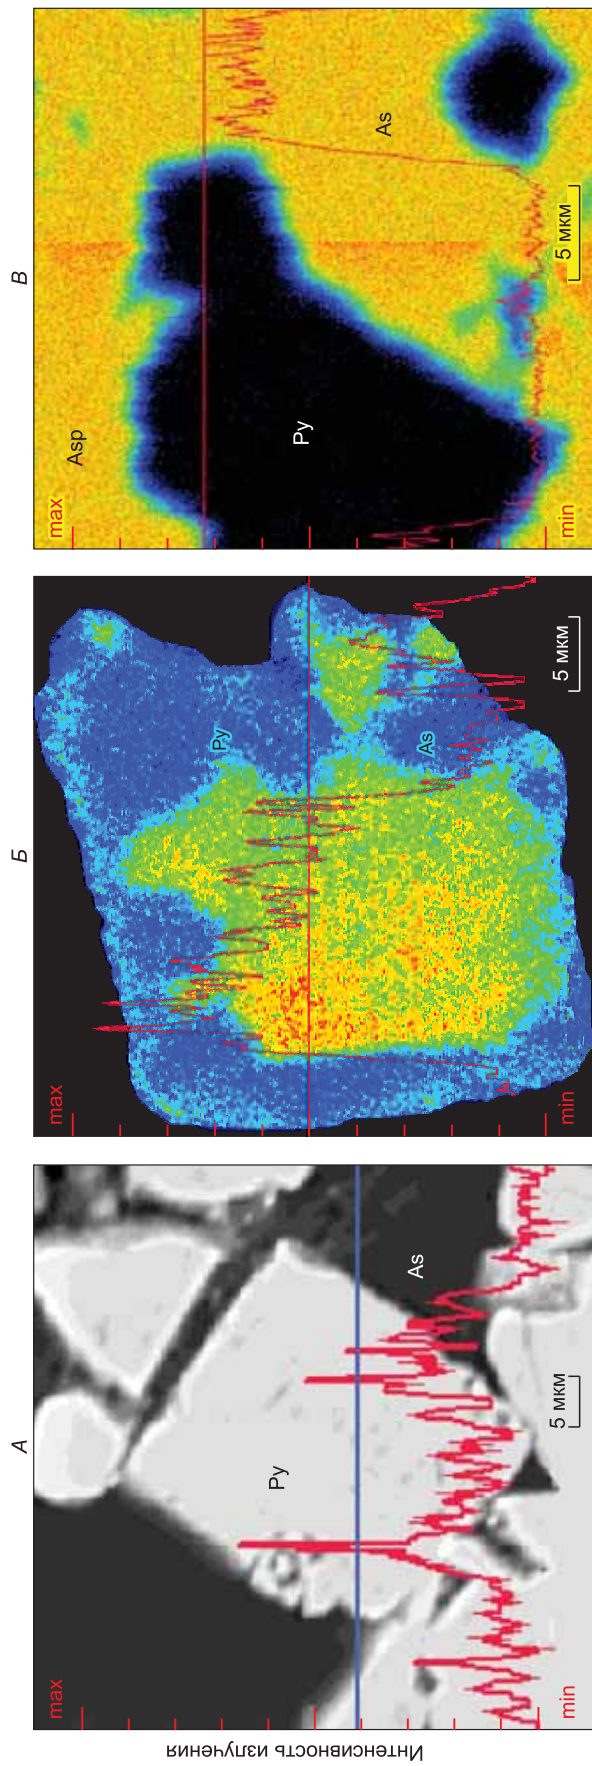 Интенсивность излучения
А
max
Py
As
5 мкм
min
Б
max
Py
As
5 мкм
min
В
max
Asp
Py
As
5 мкм
min